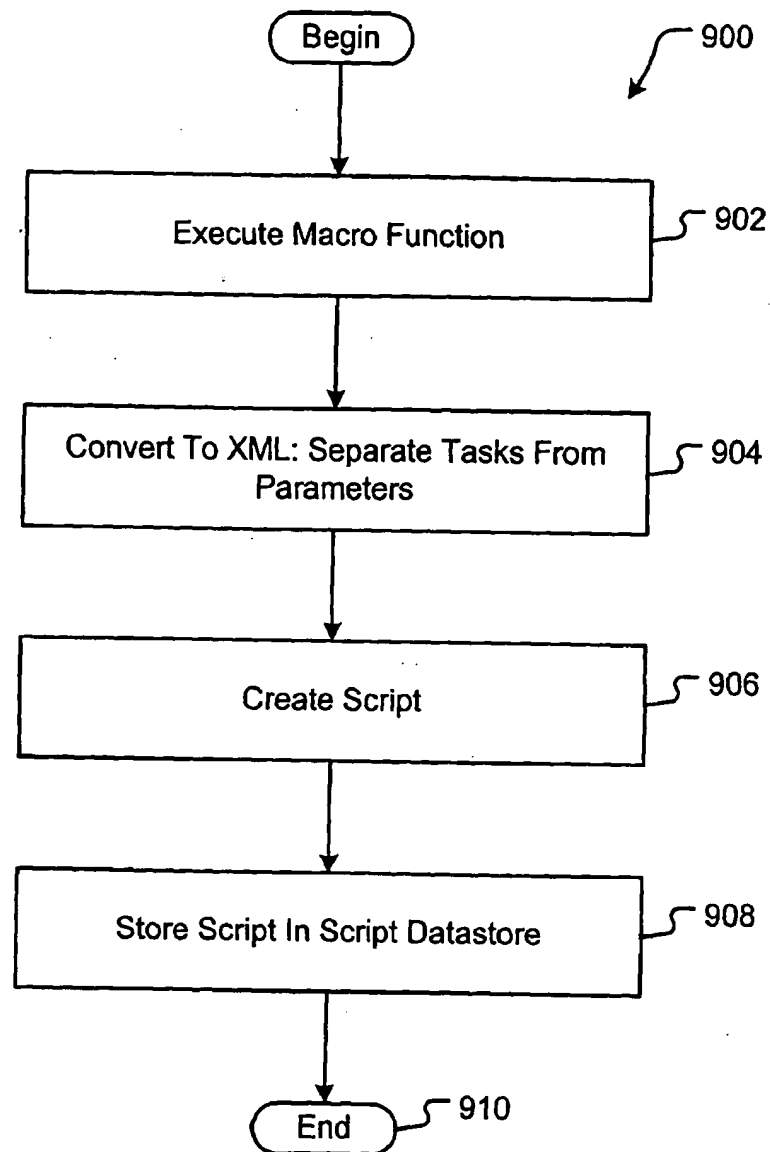 Begin
900
Execute Macro Function
902
Convert To XML: Separate Tasks From
Parameters
904
Create Script
906
Store Script In Script Datastore
908
End
910